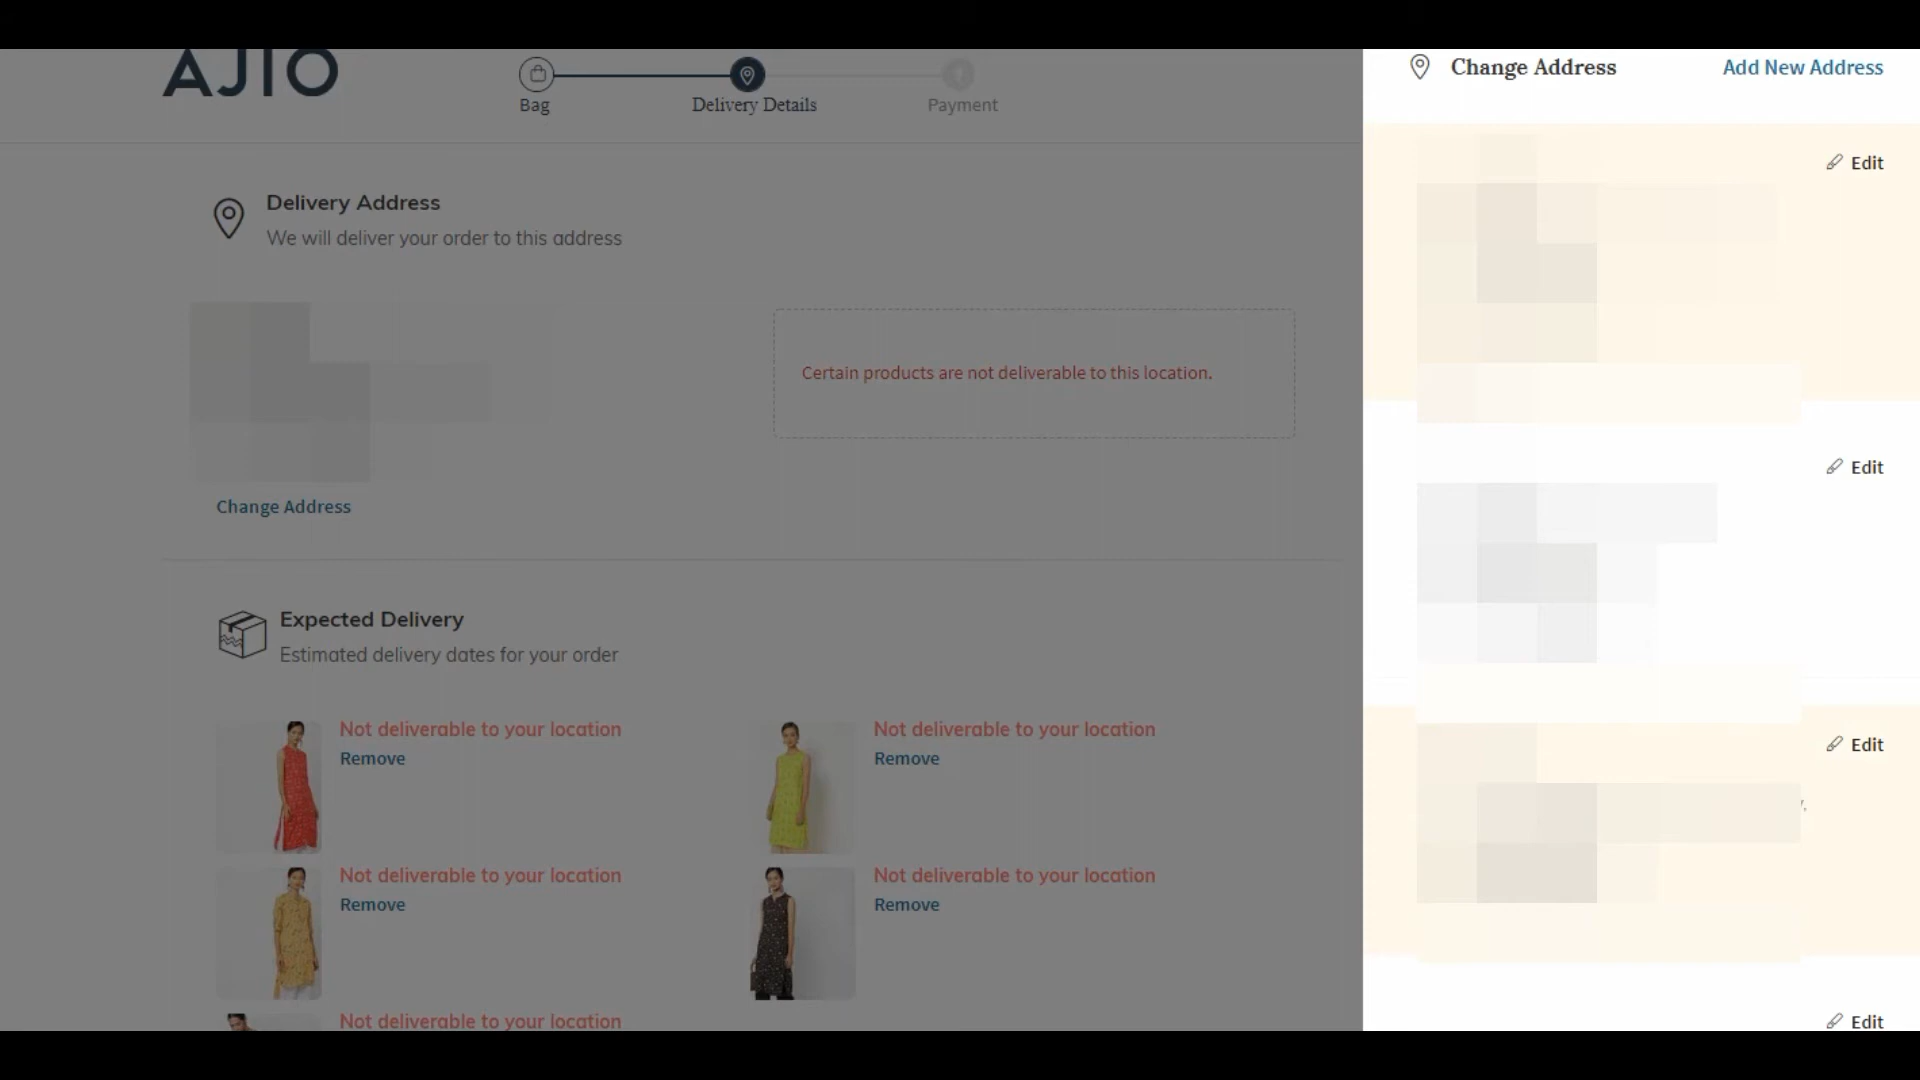 AJIO
Bag
Delivery Details
Payment
Delivery Address
We will deliver your order to this address
Certain products are not deliverable to this location.
Change Address
Expected Delivery
Estimated delivery dates for your order
Not deliverable to your location
Remove
Not deliverable to your location
Remove
Not deliverable to your location
Remove
Not deliverable to your location
Remove
Not deliverable to your location
Change Address
Add New Address
Edit
Edit
Edit
Edit